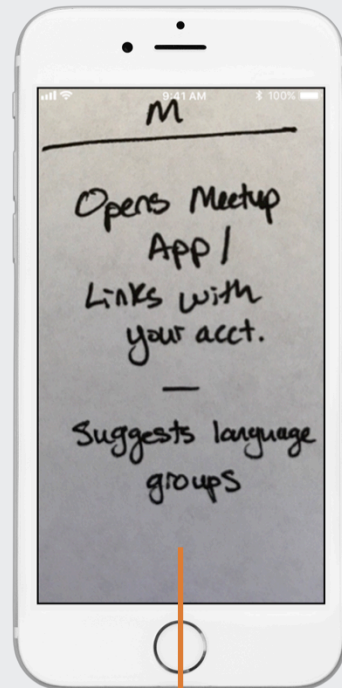 9:41 AM 100%
M
Opens Meetup
App/
Links with
your acct.
—
Suggests language
groups